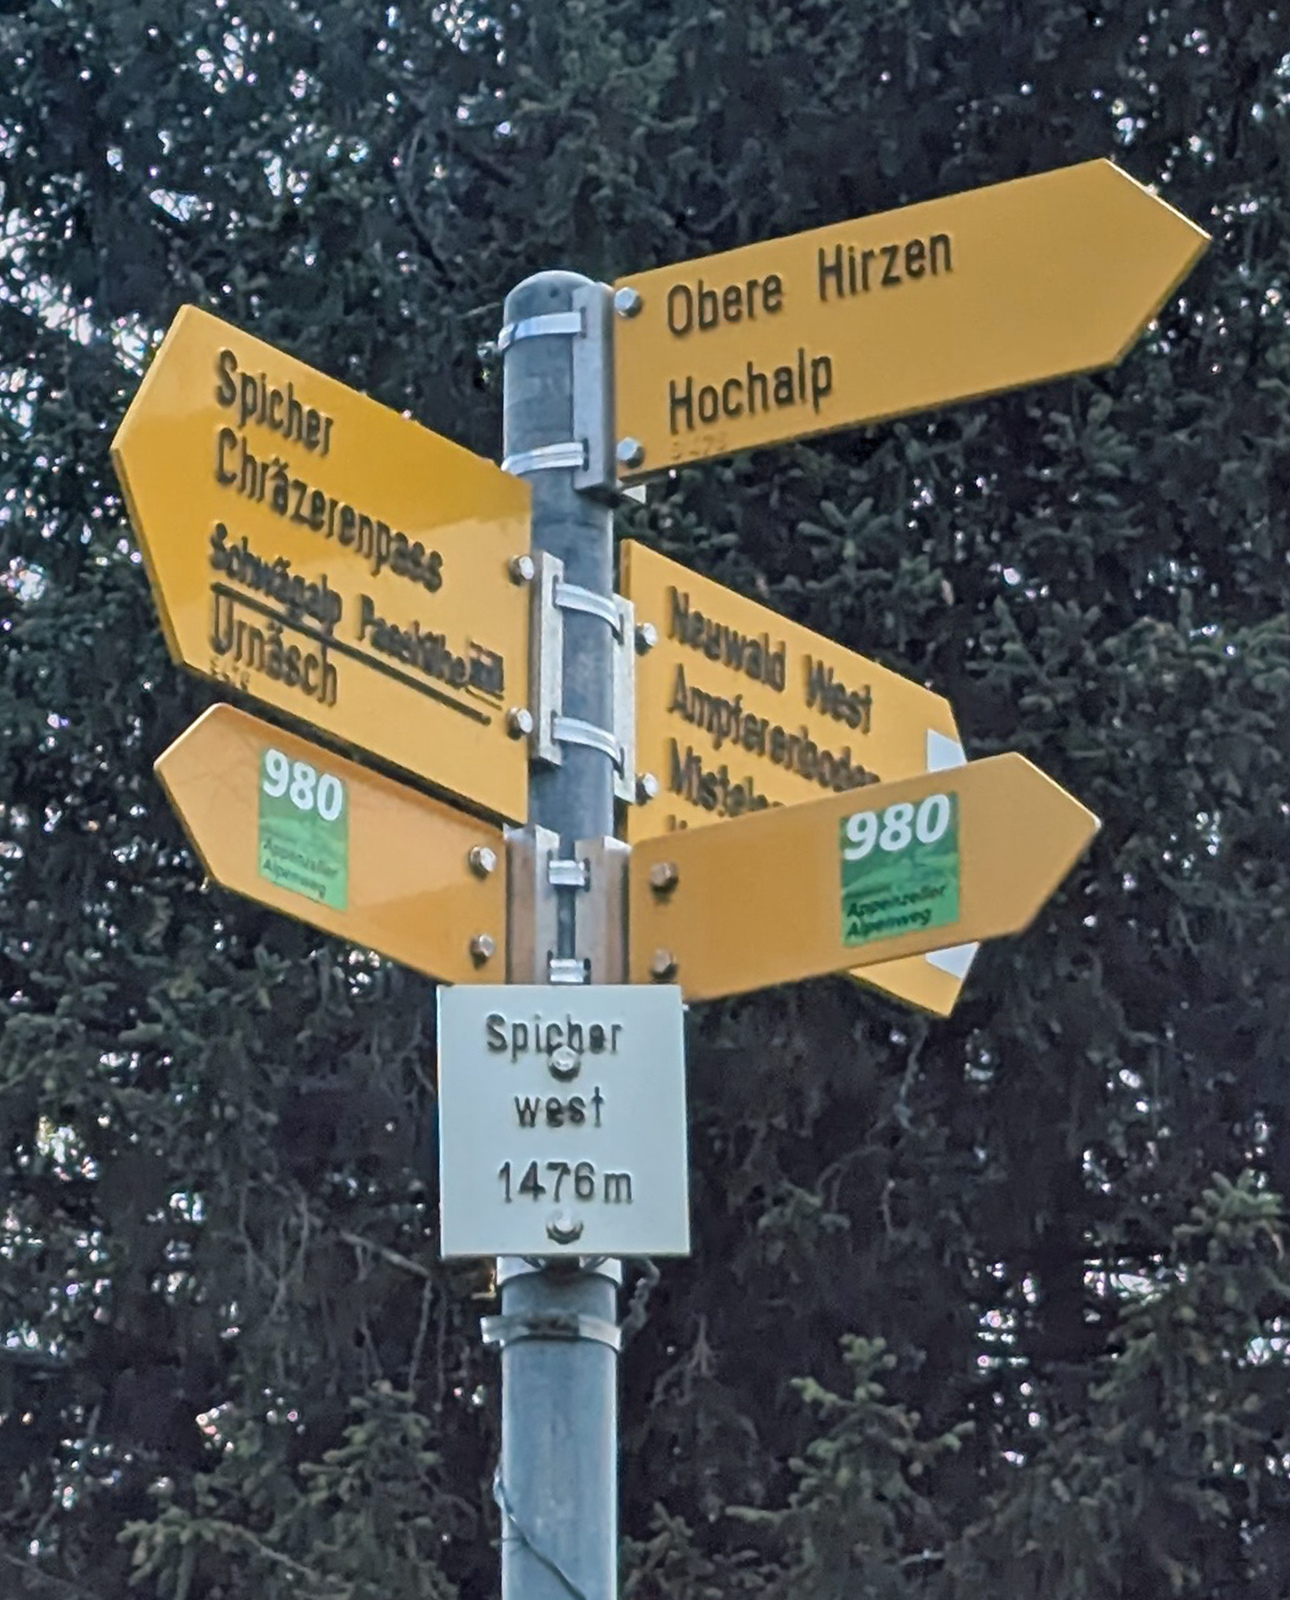 Obere Hirzen
Hochalp
Spicher
Chräzerenpass
Schwägalp Passhöhe
Urnäsch
Neuwald West
Ampferenboden
980
Appenzeller
Alpenweg
980
Appenzeller
Alpenweg
Spicher
west
1476m